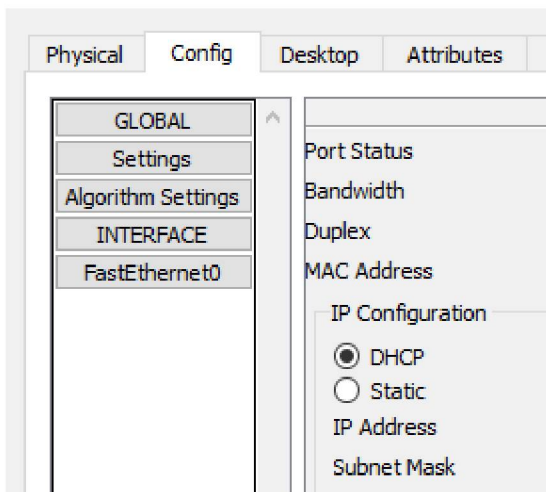 Physical Config Desktop Attributes
GLOBAL
Settings
Algorithm Settings
INTERFACE
FastEthernet0
Port Status
Bandwidth
Duplex
MAC Address
IP Configuration
DHCP
Static
IP Address
Subnet Mask